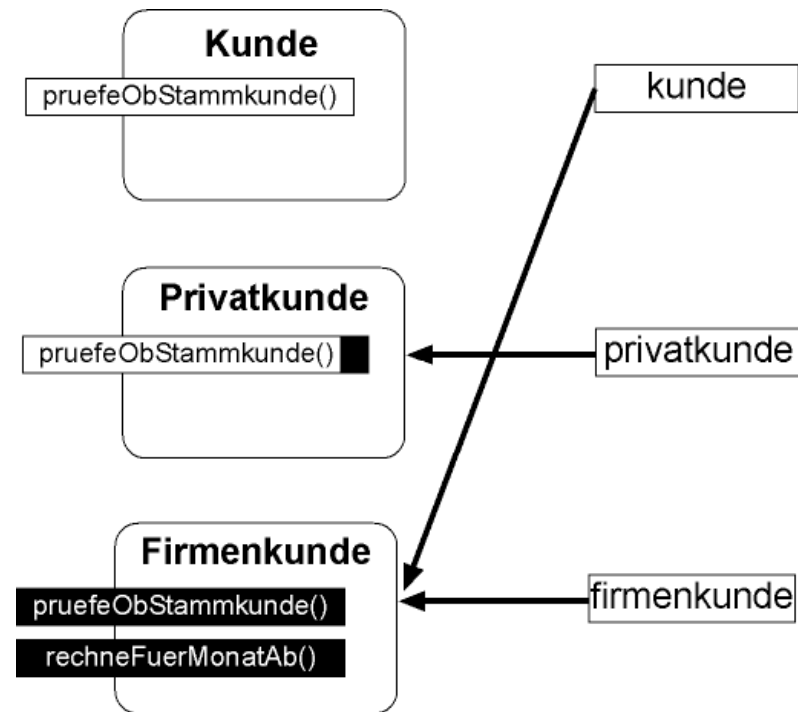 Kunde
pruefeObStammkunde()
kunde
Privatkunde
pruefeObStammkunde()
privatkunde
Firmenkunde
pruefeObStammkunde()
firmenkunde
rechneFuerMonatAb()